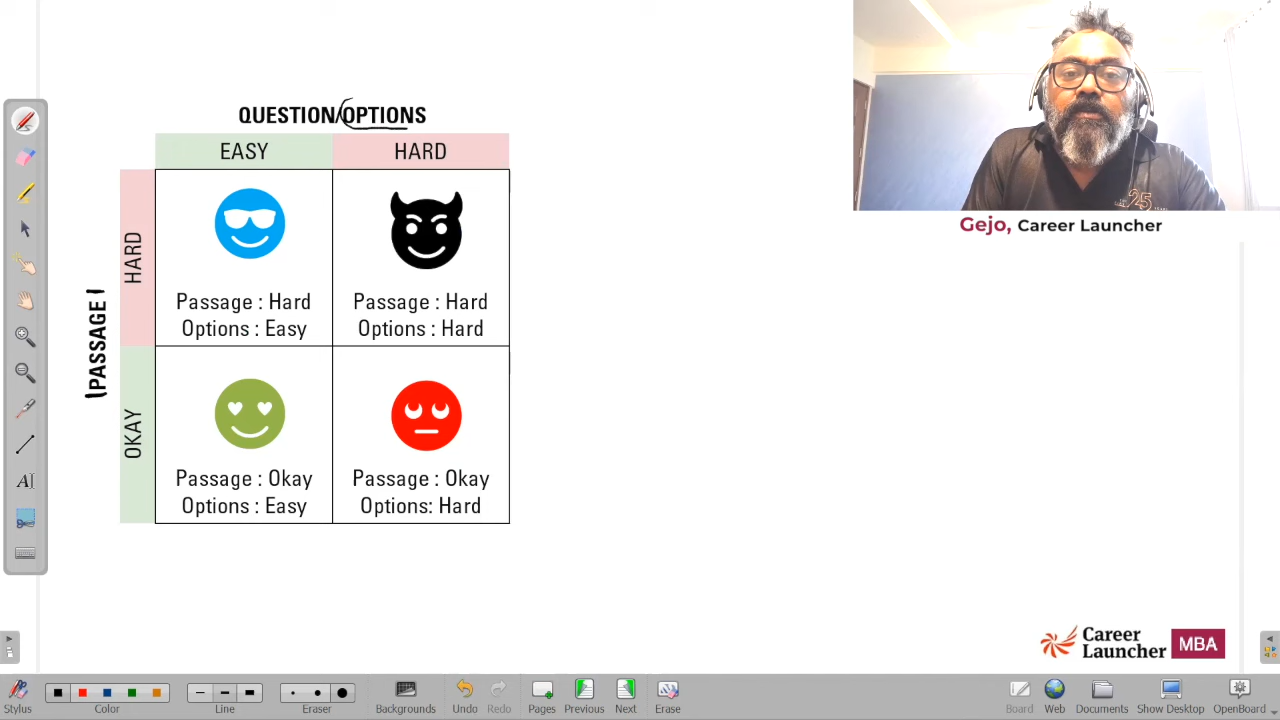 QUESTION/OPTIONS
EASY
HARD
PASSAGE
HARD
Passage : Hard
Options : Easy
Passage : Hard
Options : Hard
OKAY
Passage : Okay
Options : Easy
Passage : Okay
Options: Hard
25
Gejo, Career Launcher
Career
Launcher
MBA
Stylus
Color
Line
Eraser
Backgrounds
Undo
Redo
Pages
Previous
Next
Erase
Board
Web
Documents
Show Desktop
OpenBoard